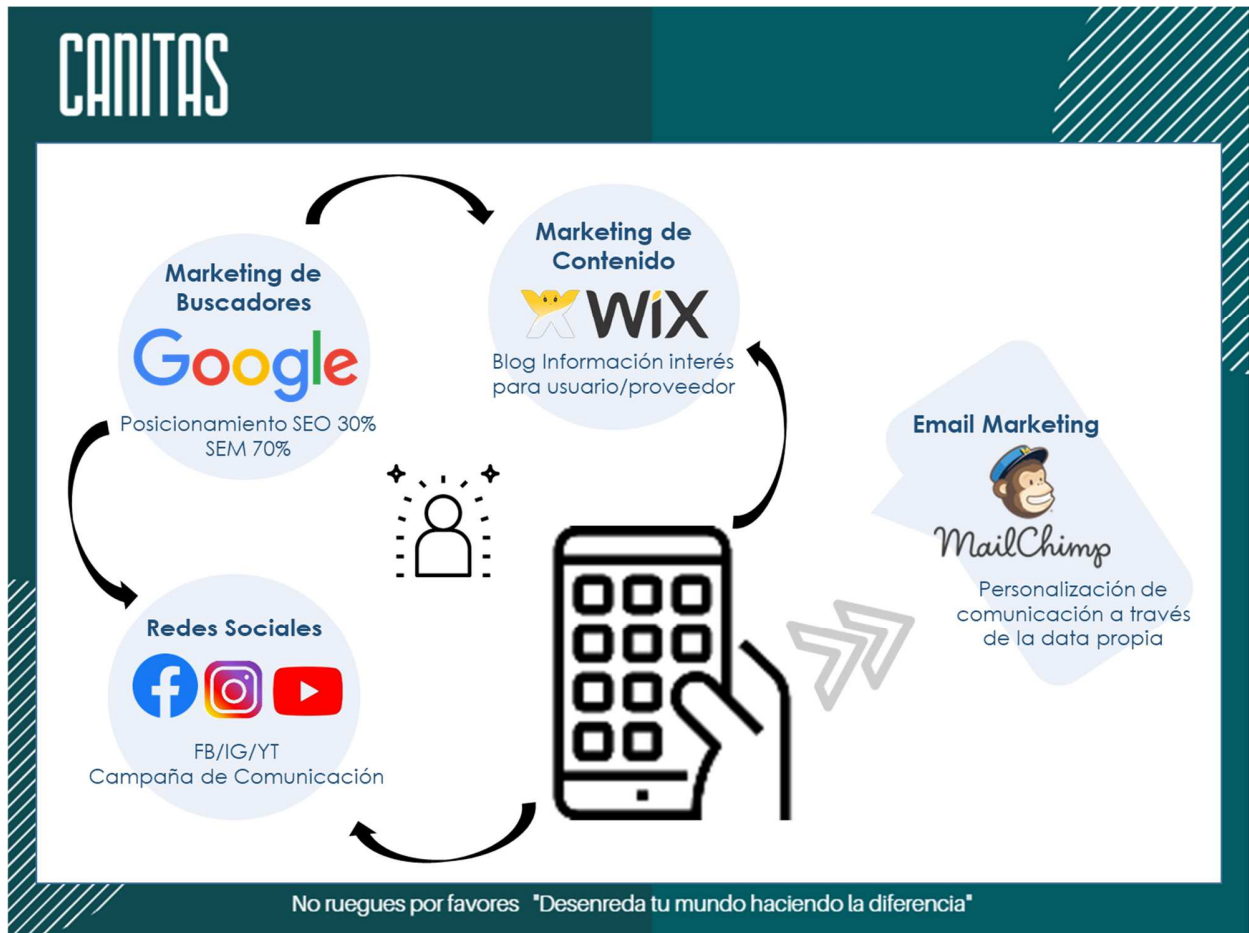 CANITAS
Marketing de
Buscadores
Google
Posicionamiento SEO 30%
SEM 70%
Marketing de
Contenido
WiX
Blog Información interés
para usuario/proveedor
Email Marketing
MailChimp
Personalización de
comunicación a través
de la data propia
Redes Sociales
FB/IG/YT
Campaña de Comunicación
No ruegues por favores "Desenreda tu mundo haciendo la diferencia"